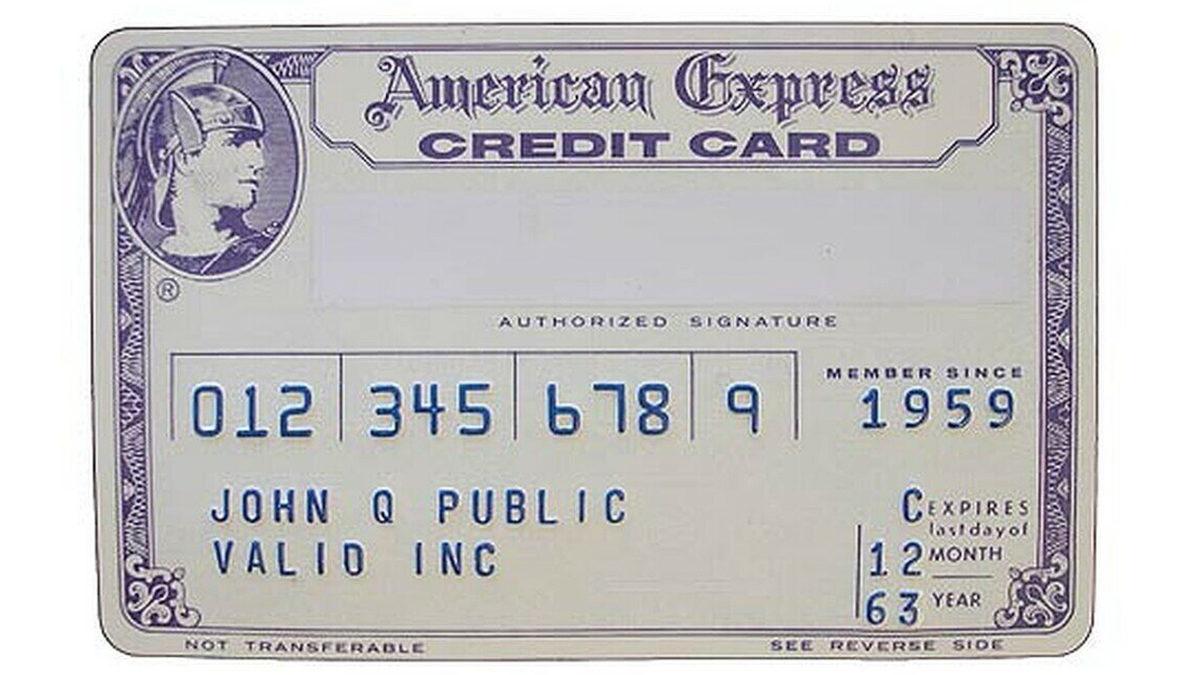 American Express
CREDIT CARD
®
AUTHORIZED SIGNATURE
012 345 678 9
MEMBER SINCE
1959
JOHN Q PUBLIC
VALID INC
C EXPIRES
last day of
12 MONTH
63 YEAR
NOT TRANSFERABLE
SEE REVERSE SIDE